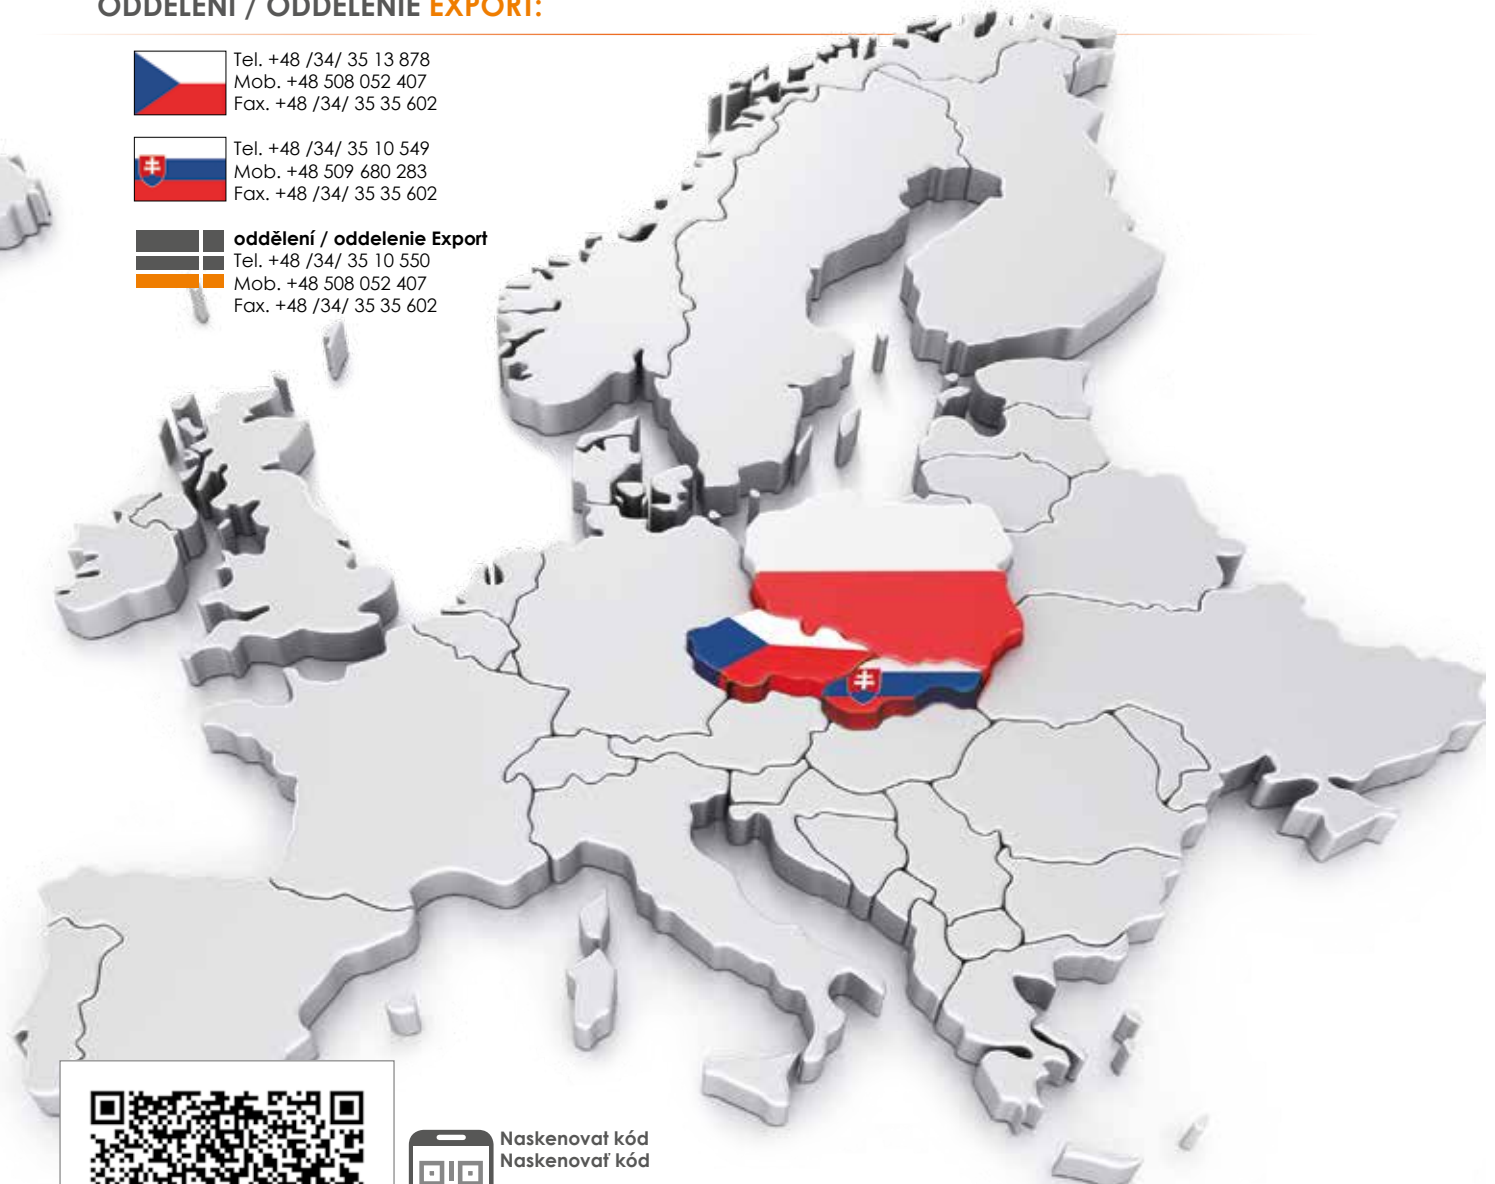 ODDĚLENÍ / ODDELENIE EXPORT:
Tel. +48 /34/ 35 13 878
Mob. +48 508 052 407
Fax. +48 /34/ 35 35 602
Tel. +48 /34/ 35 10 549
Mob. +48 509 680 283
Fax. +48 /34/ 35 35 602
oddělení / oddelenie Export
Tel. +48 /34/ 35 10 550
Mob. +48 508 052 407
Fax. +48 /34/ 35 35 602
Naskenovat kód
Naskenovať kód